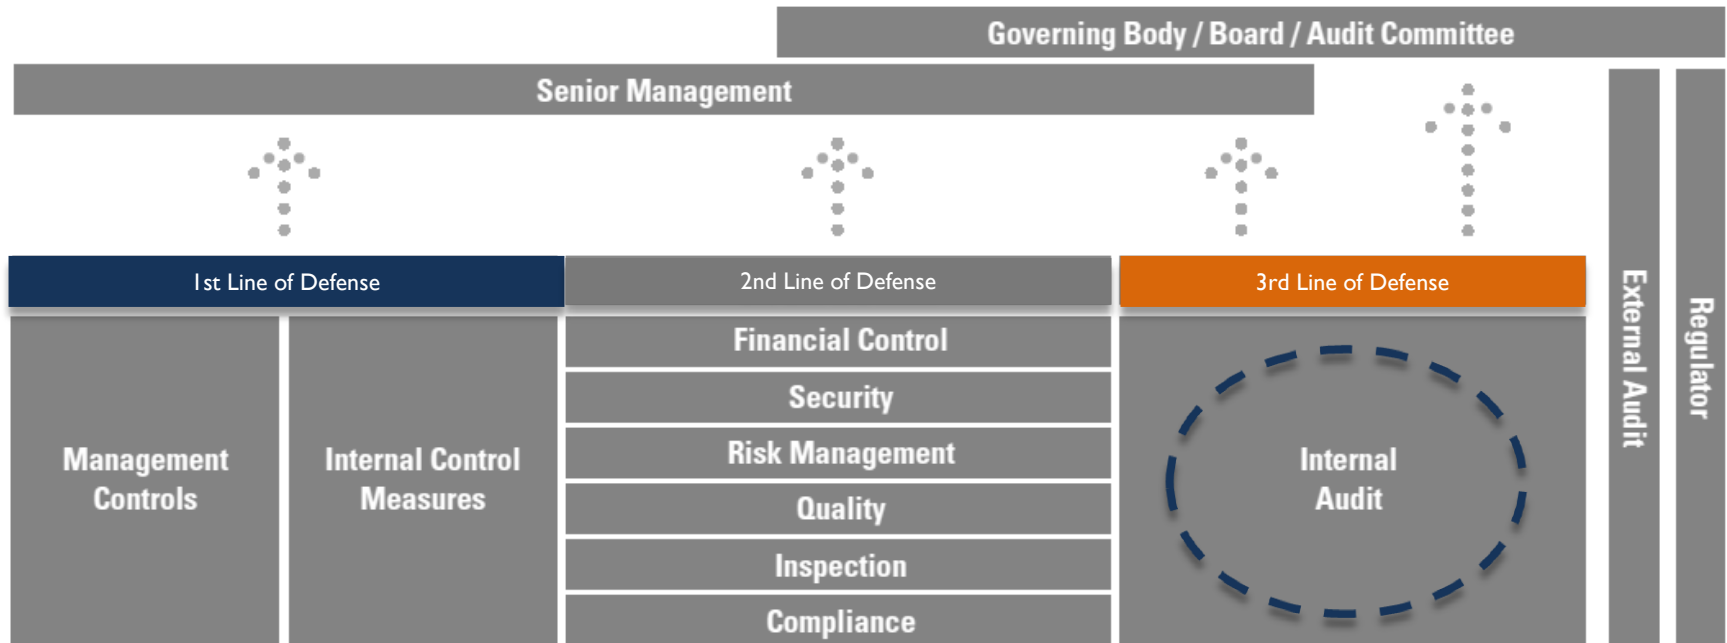 Governing Body / Board / Audit Committee
Senior Management
1st Line of Defense
2nd Line of Defense
3rd Line of Defense
Management
Controls
Internal Control
Measures
Financial Control
Security
Risk Management
Quality
Inspection
Compliance
Internal
Audit
External Audit
Regulator